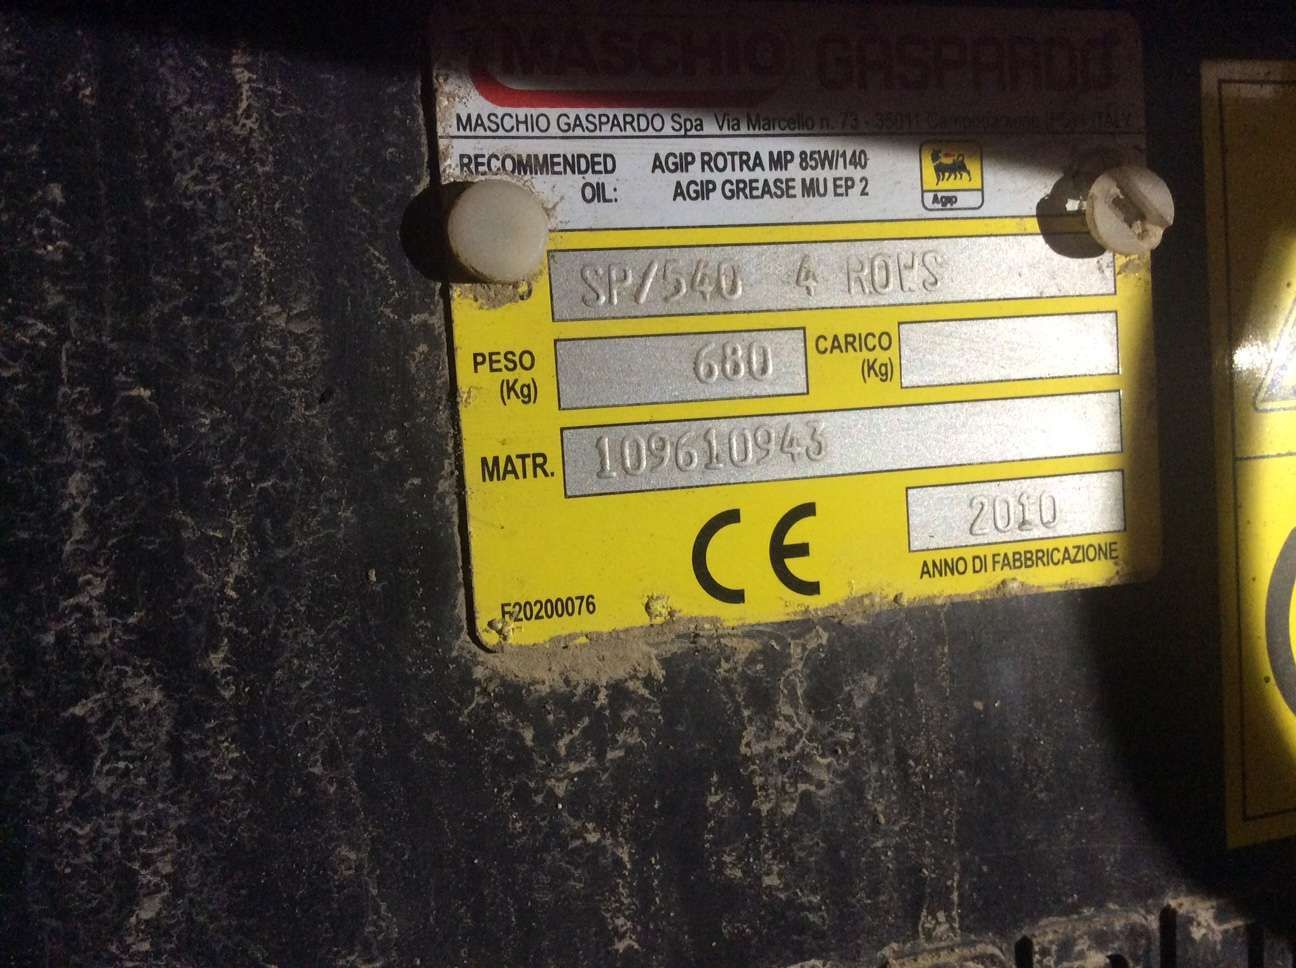 MASCHIO GASPARDO
MASCHIO GASPARDO Spa Via Marcello n. 73 - 35011
RECOMMENDED OIL: AGIP ROTRA MP 85W/140
AGIP GREASE MU EP 2
Agip
SP/540 4 ROWS
PESO (Kg) 680 CARICO (Kg)
MATR. 109610943
CE
2010
ANNO DI FABBRICAZIONE
F20200076